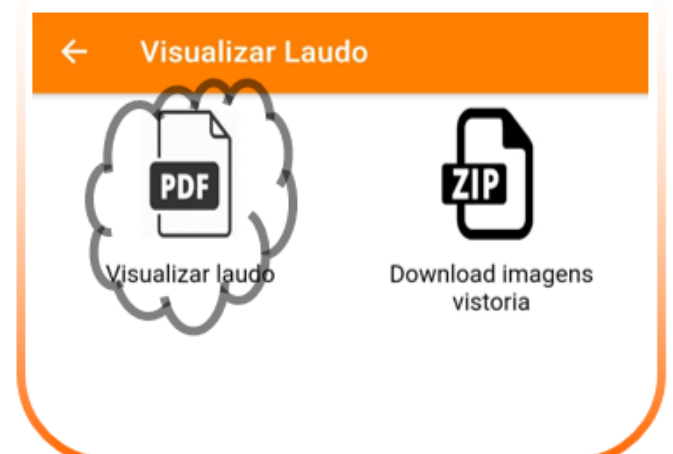 Visualizar Laudo
PDF
ZIP
Visualizar laudo
Download imagens
vistoria